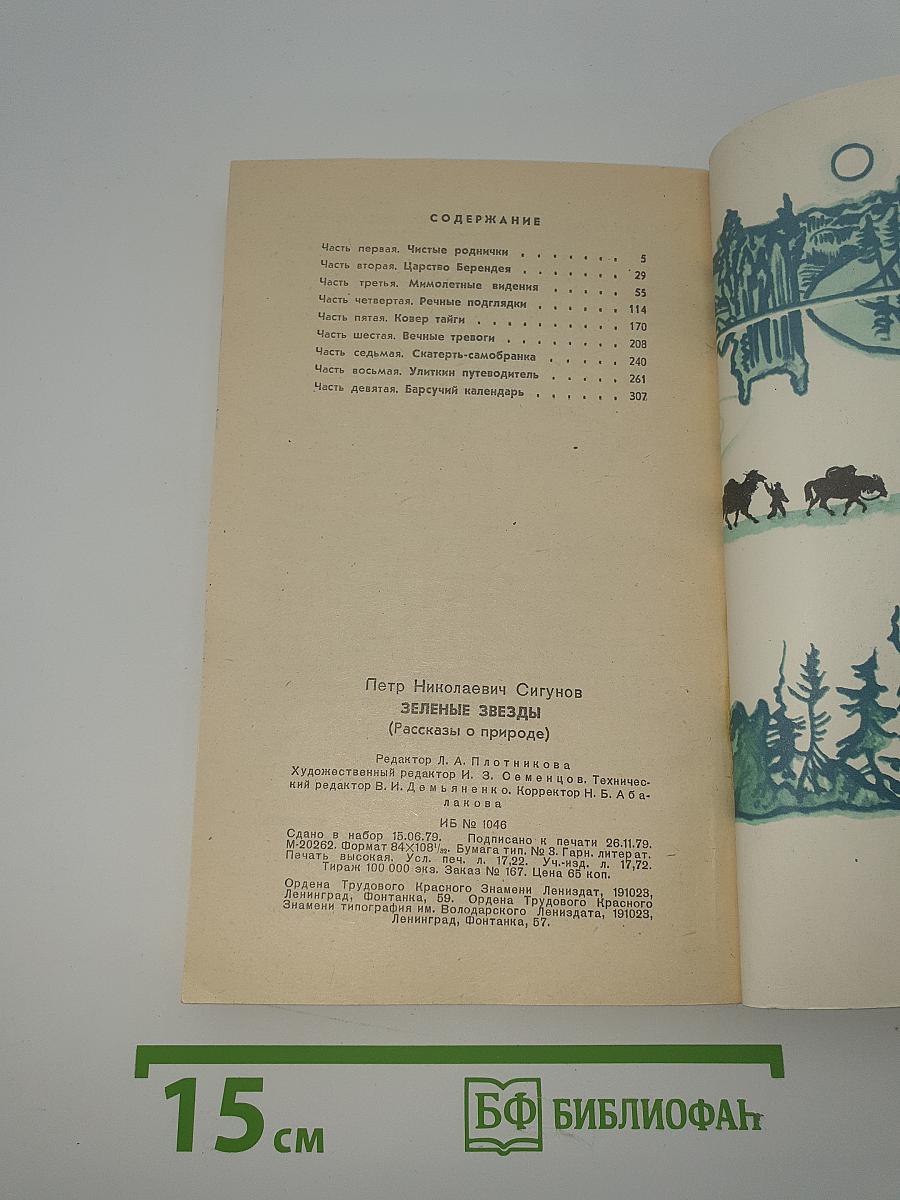 СОДЕРЖАНИЕ
Часть первая. Чистые роднички . . . . . . . 5
Часть вторая. Царство Берендея . . . . . . . 29
Часть третья. Мимолетные видения . . . . . 55
Часть четвертая. Речные подглядки . . . . . . 114
Часть пятая. Ковер тайги . . . . . . . . . 170
Часть шестая. Вечные тревоги . . . . . . . 208
Часть седьмая. Скатерть-самобранка . . . . . 240
Часть восьмая. Улиткин путеводитель . . . . . 261
Часть девятая. Барсучий календарь . . . . . . 307
Петр Николаевич Сигунов
ЗЕЛЕНЫЕ ЗВЕЗДЫ
(Рассказы о природе)
Редактор Л. А. Плотникова
Художественный редактор И. З. Семенцов. Техничес-
кий редактор В. И. Демьяненко. Корректор Н. Б. Аба-
лакова
ИБ № 1046
Сдано в набор 15.06.79. Подписано к печати 26.11.79.
М-20262. Формат 84×108¹/₃₂. Бумага тип. № 3. Гарн. литерат.
Печать высокая. Усл. печ. л. 17,22. Уч.-изд. л. 17,72.
Тираж 100 000 экз. Заказ № 167. Цена 65 коп.
Ордена Трудового Красного Знамени Лениздат, 191023,
Ленинград, Фонтанка, 59. Ордена Трудового Красного
Знамени типография им. Володарского Лениздата, 191023,
Ленинград, Фонтанка, 57.
15 см
БФ БИБЛИОФАН